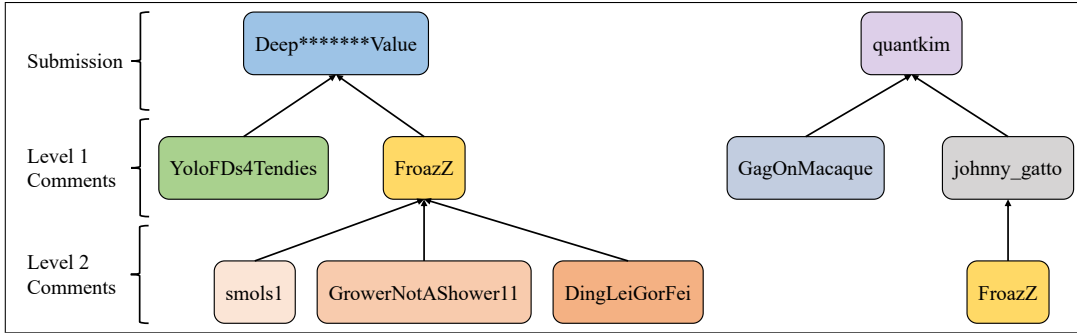 Submission
Deep*******Value
quantkim
Level 1
Comments
YoloFDs4Tendies
FroazZ
GagOnMacaque
johnny_gatto
Level 2
Comments
smols1
GrowerNotAShower11
DingLeiGorFei
FroazZ